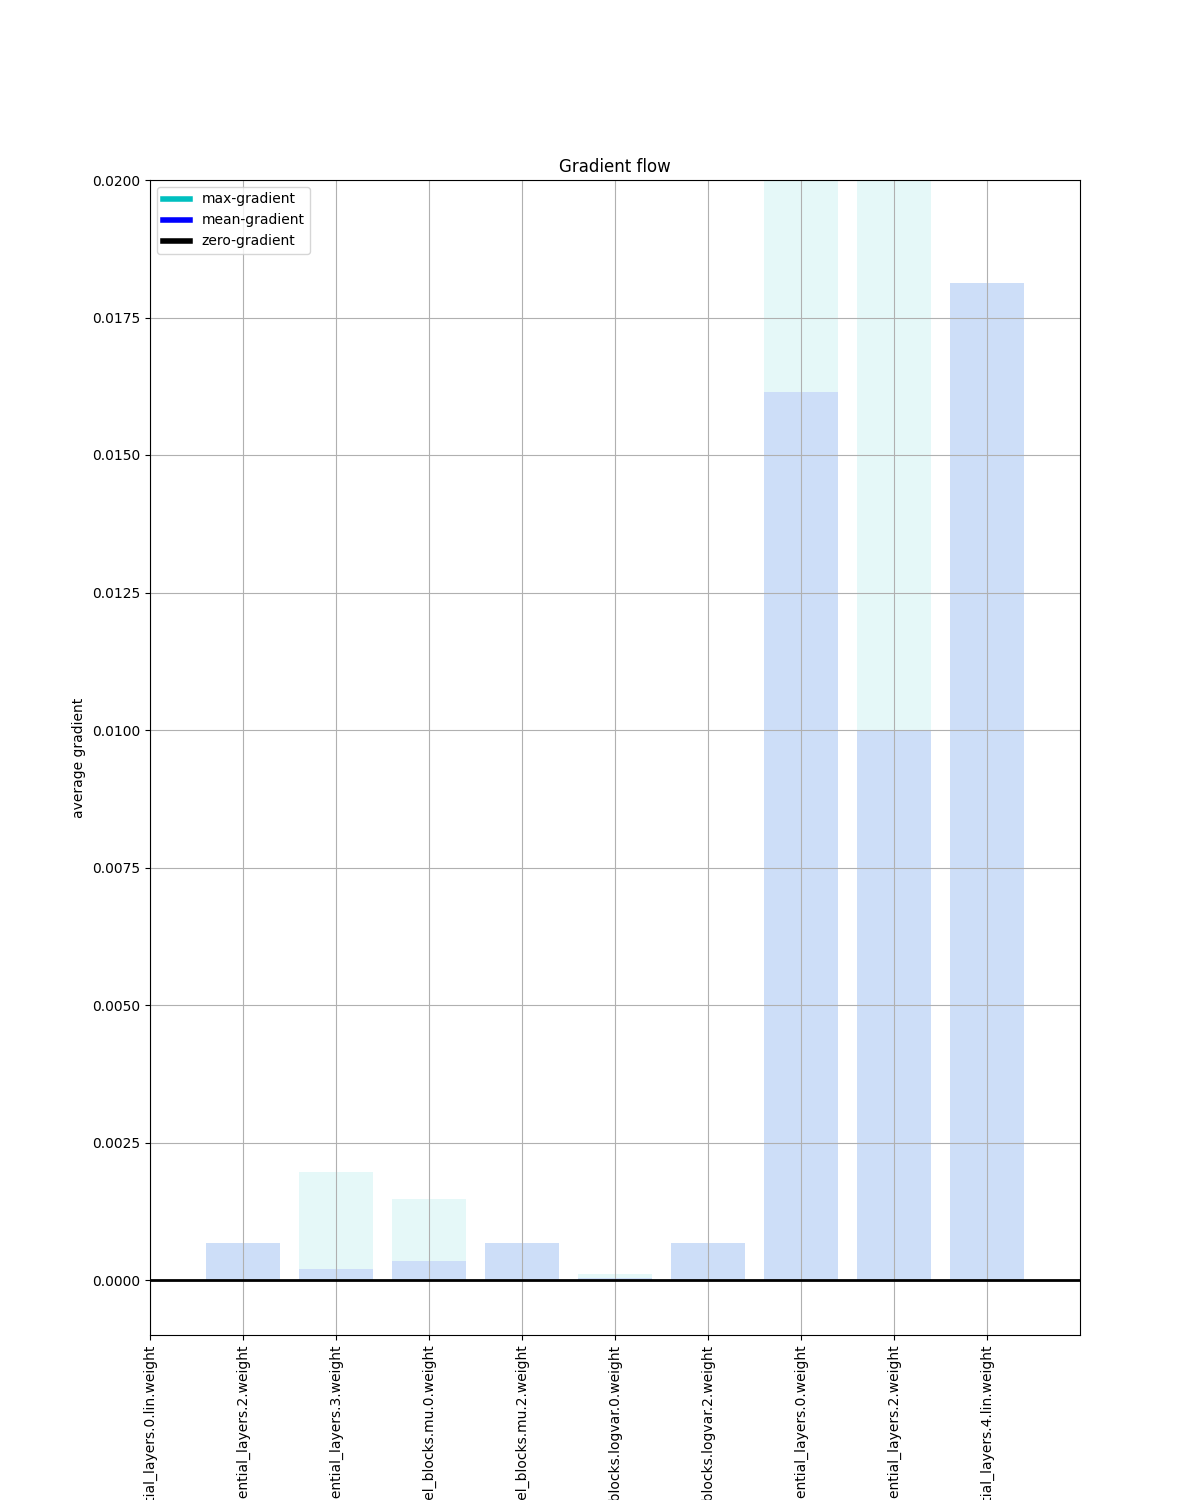 Gradient flow
max-gradient
mean-gradient
zero-gradient
0.0200
0.0175
0.0150
0.0125
0.0100
0.0075
0.0050
0.0025
0.0000
average gradient
tial_layers.0.lin.weight
ential_layers.2.weight
ential_layers.3.weight
el_blocks.mu.0.weight
el_blocks.mu.2.weight
blocks.logvar.0.weight
blocks.logvar.2.weight
ential_layers.0.weight
ential_layers.2.weight
tial_layers.4.lin.weight